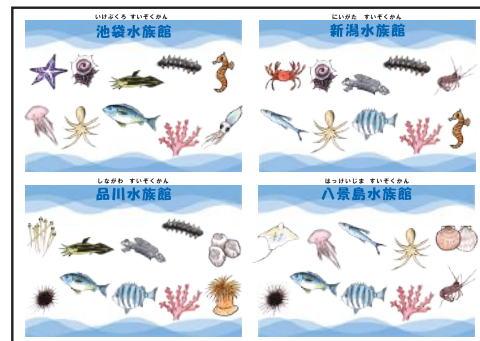 いけぶくろ すいぞくかん
池袋水族館
にいがた すいぞくかん
新潟水族館
しながわ すいぞくかん
品川水族館
はっけいじま すいぞくかん
八景島水族館